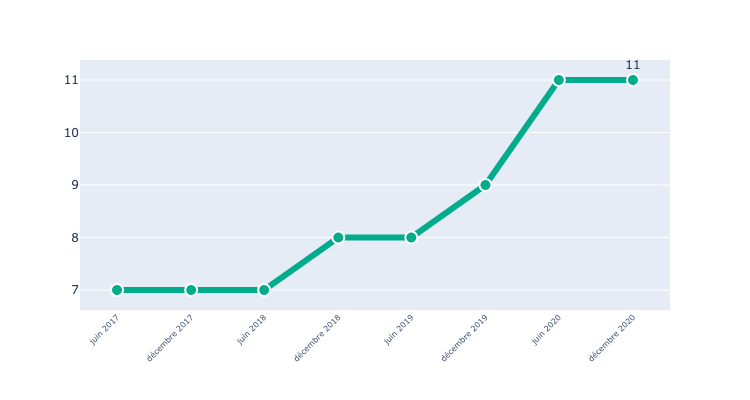 11
11
10
9
8
7
juin 2017
décembre 2017
juin 2018
décembre 2018
juin 2019
décembre 2019
juin 2020
décembre 2020